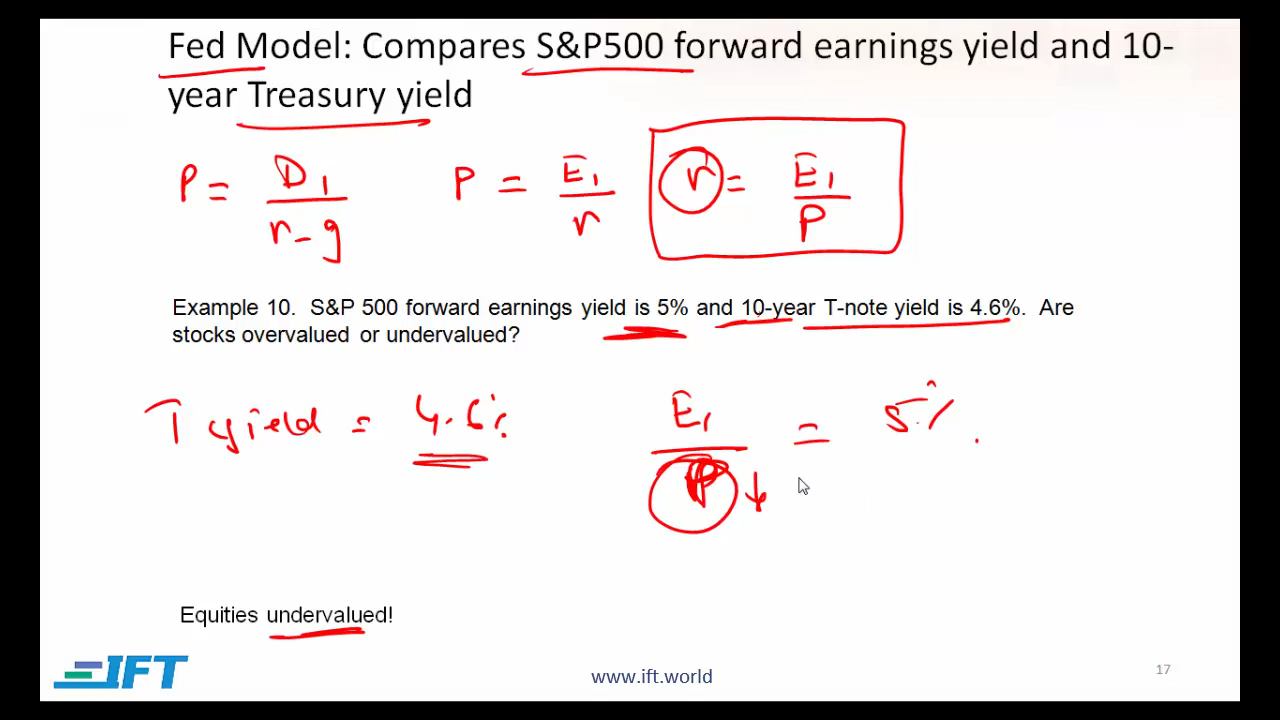 Fed Model: Compares S&P500 forward earnings yield and 10-
year Treasury yield
P = D1 / r - g    P = E1 / r    r = E1 / P
Example 10. S&P 500 forward earnings yield is 5% and 10-year T-note yield is 4.6%. Are
stocks overvalued or undervalued?
T yield = 4.6%    E1 / P ↓ = 5%.
Equities undervalued!
IFT
www.ift.world
17